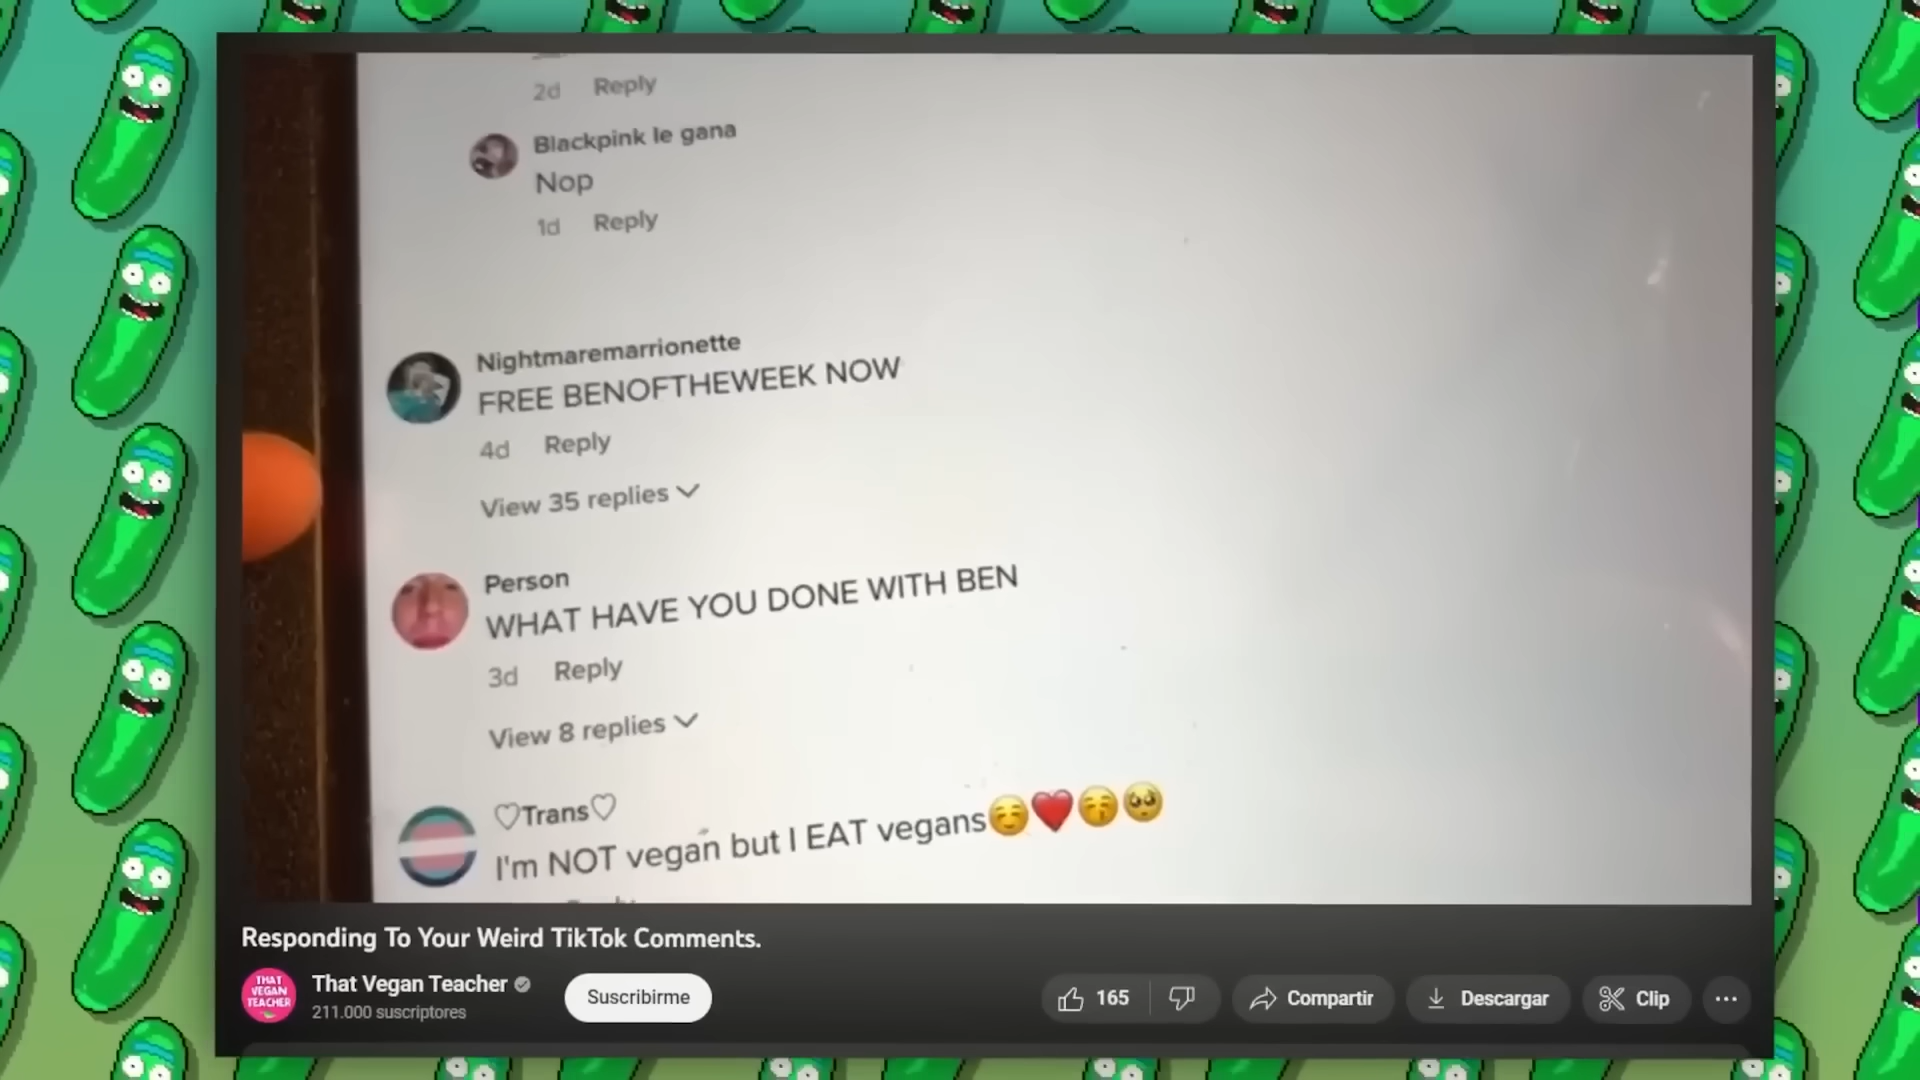 2d Reply
Blackpink le gana
Nop
1d Reply
Nightmaremarrionette
FREE BENOFTHEWEEK NOW
4d Reply
View 35 replies
Person
WHAT HAVE YOU DONE WITH BEN
3d Reply
View 8 replies
♡Trans♡
I'm NOT vegan but I EAT vegans☺️❤️😚🥺
Responding To Your Weird TikTok Comments.
THAT
VEGAN
TEACHER
That Vegan Teacher
211.000 suscriptores
Suscribirme
165
Compartir
Descargar
Clip